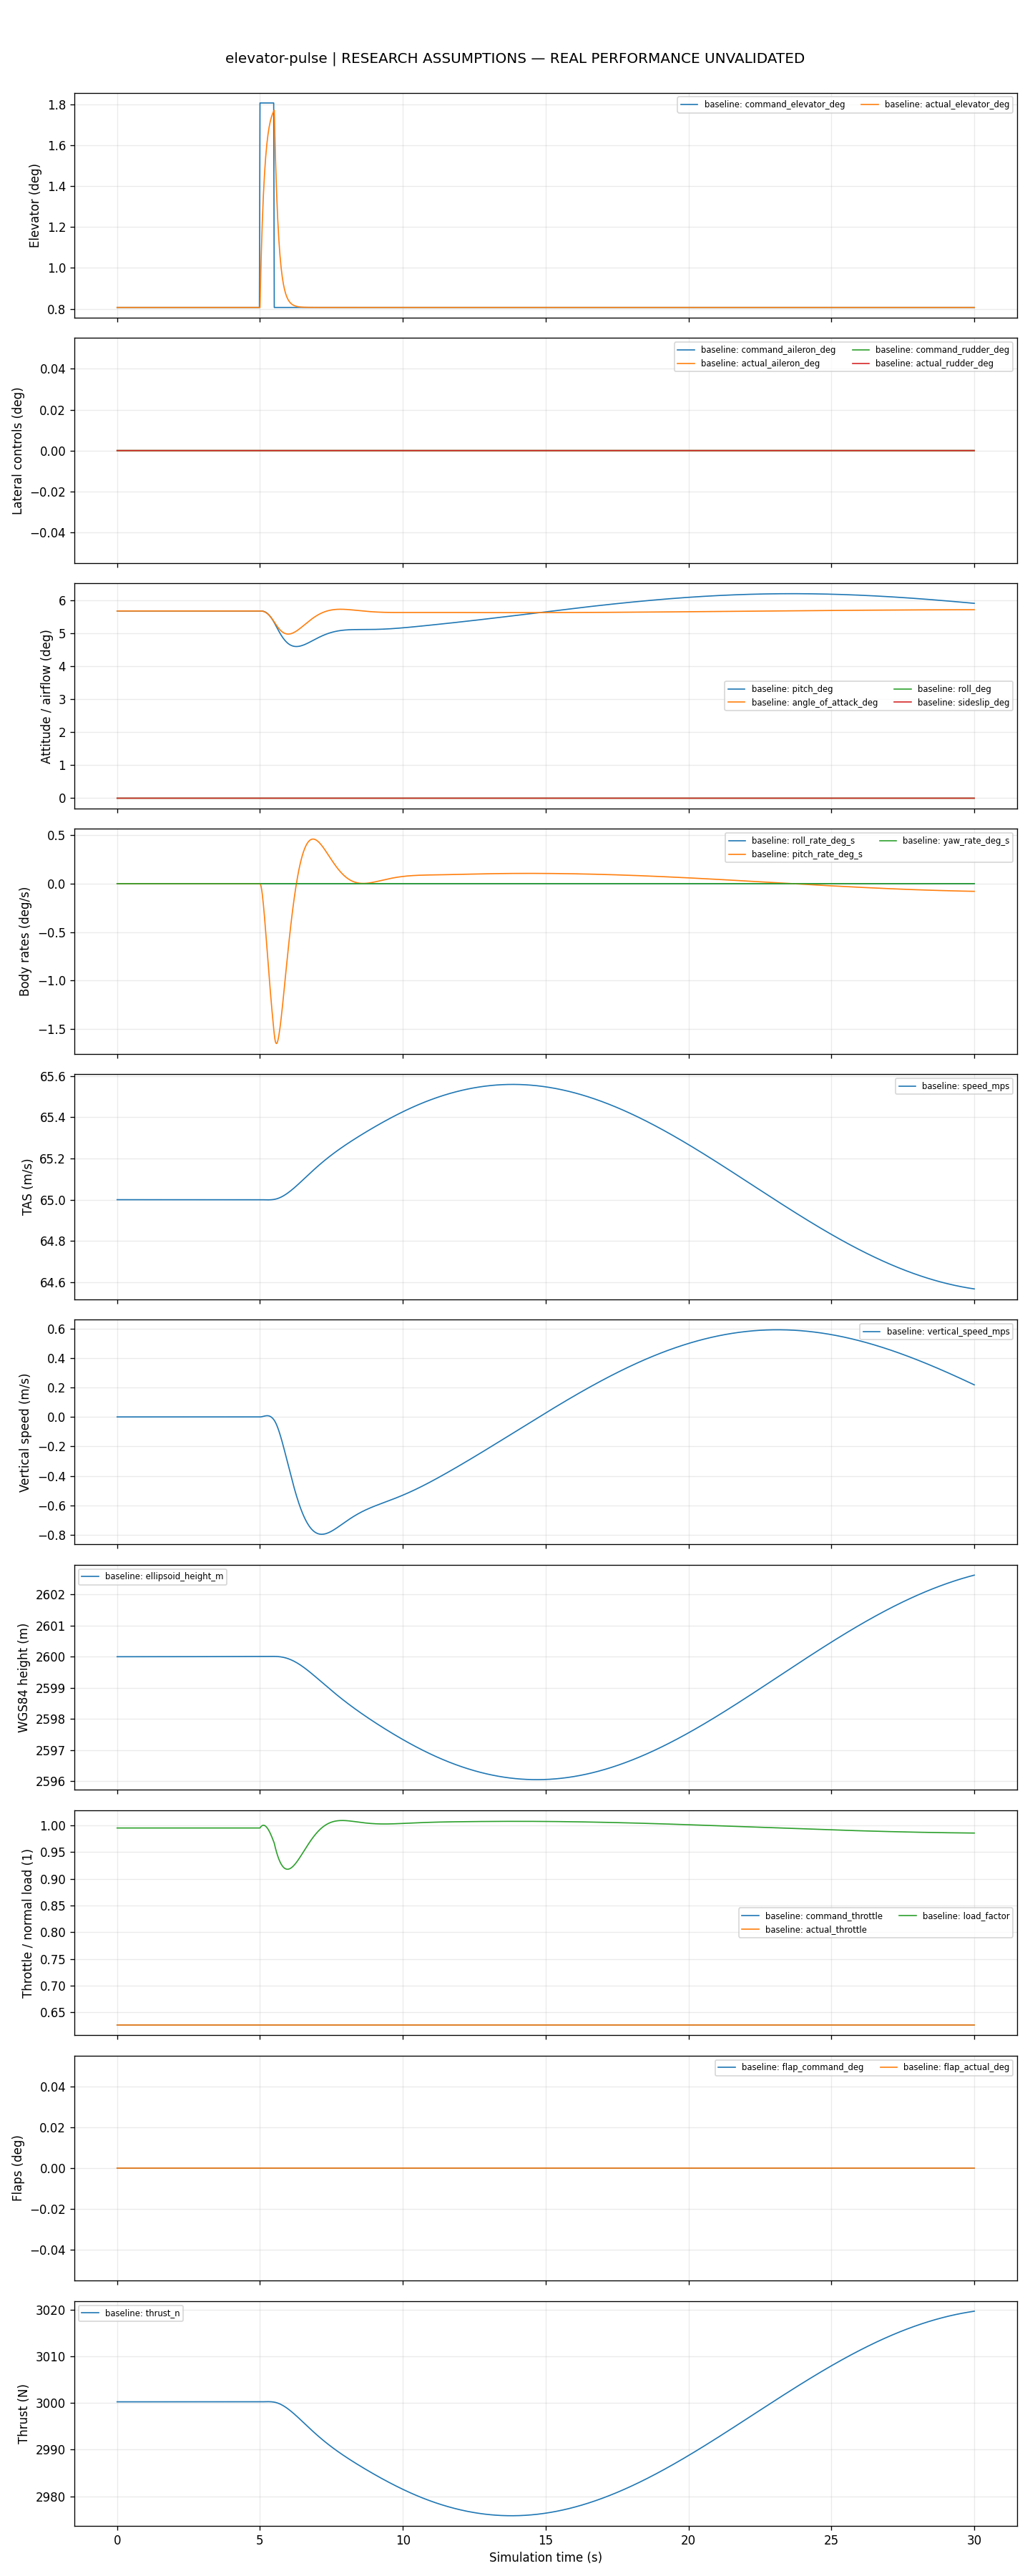 elevator-pulse | RESEARCH ASSUMPTIONS — REAL PERFORMANCE UNVALIDATED
baseline: command_elevator_deg baseline: actual_elevator_deg
Elevator (deg)
1.8
1.6
1.4
1.2
1.0
0.8
baseline: command_aileron_deg baseline: command_rudder_deg
baseline: actual_aileron_deg baseline: actual_rudder_deg
Lateral controls (deg)
0.04
0.02
0.00
−0.02
−0.04
Attitude / airflow (deg)
6
5
4
3
2
1
0
baseline: pitch_deg baseline: roll_deg
baseline: angle_of_attack_deg baseline: sideslip_deg
baseline: roll_rate_deg_s baseline: yaw_rate_deg_s
baseline: pitch_rate_deg_s
Body rates (deg/s)
0.5
0.0
−0.5
−1.0
−1.5
baseline: speed_mps
TAS (m/s)
65.6
65.4
65.2
65.0
64.8
64.6
baseline: vertical_speed_mps
Vertical speed (m/s)
0.6
0.4
0.2
0.0
−0.2
−0.4
−0.6
−0.8
baseline: ellipsoid_height_m
WGS84 height (m)
2602
2601
2600
2599
2598
2597
2596
Throttle / normal load (1)
1.00
0.95
0.90
0.85
0.80
0.75
0.70
0.65
baseline: command_throttle baseline: load_factor
baseline: actual_throttle
baseline: flap_command_deg baseline: flap_actual_deg
Flaps (deg)
0.04
0.02
0.00
−0.02
−0.04
baseline: thrust_n
Thrust (N)
3020
3010
3000
2990
2980
0 5 10 15 20 25 30
Simulation time (s)